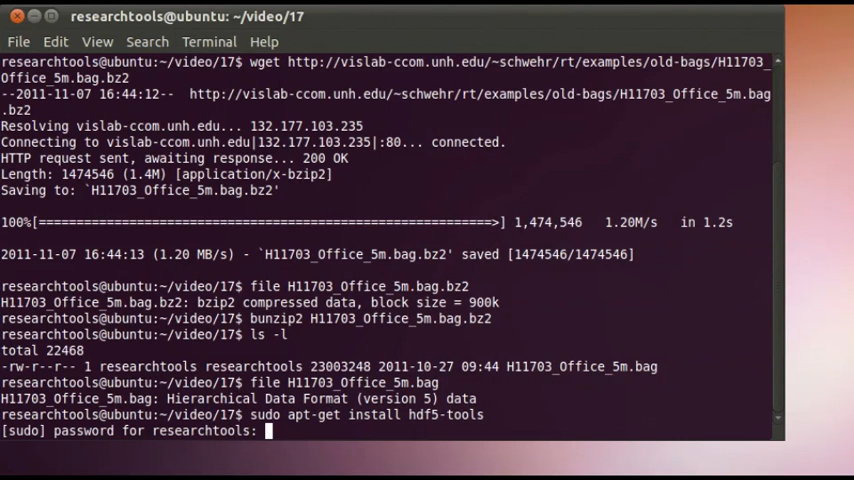 researchtools@ubuntu: ~/video/17
File Edit View Search Terminal Help
researchtools@ubuntu:~/video/17$ wget http://vislab-ccom.unh.edu/~schwehr/rt/examples/old-bags/H11703_
Office_5m.bag.bz2
--2011-11-07 16:44:12-- http://vislab-ccom.unh.edu/~schwehr/rt/examples/old-bags/H11703_Office_5m.bag
.bz2
Resolving vislab-ccom.unh.edu... 132.177.103.235
Connecting to vislab-ccom.unh.edu|132.177.103.235|:80... connected.
HTTP request sent, awaiting response... 200 OK
Length: 1474546 (1.4M) [application/x-bzip2]
Saving to: `H11703_Office_5m.bag.bz2'
100%[============================================================>] 1,474,546 1.20M/s in 1.2s
2011-11-07 16:44:13 (1.20 MB/s) - `H11703_Office_5m.bag.bz2' saved [1474546/1474546]
researchtools@ubuntu:~/video/17$ file H11703_Office_5m.bag.bz2
H11703_Office_5m.bag.bz2: bzip2 compressed data, block size = 900k
researchtools@ubuntu:~/video/17$ bunzip2 H11703_Office_5m.bag.bz2
researchtools@ubuntu:~/video/17$ ls -l
total 22468
-rw-r--r-- 1 researchtools researchtools 23003248 2011-10-27 09:44 H11703_Office_5m.bag
researchtools@ubuntu:~/video/17$ file H11703_Office_5m.bag
H11703_Office_5m.bag: Hierarchical Data Format (version 5) data
researchtools@ubuntu:~/video/17$ sudo apt-get install hdf5-tools
[sudo] password for researchtools: